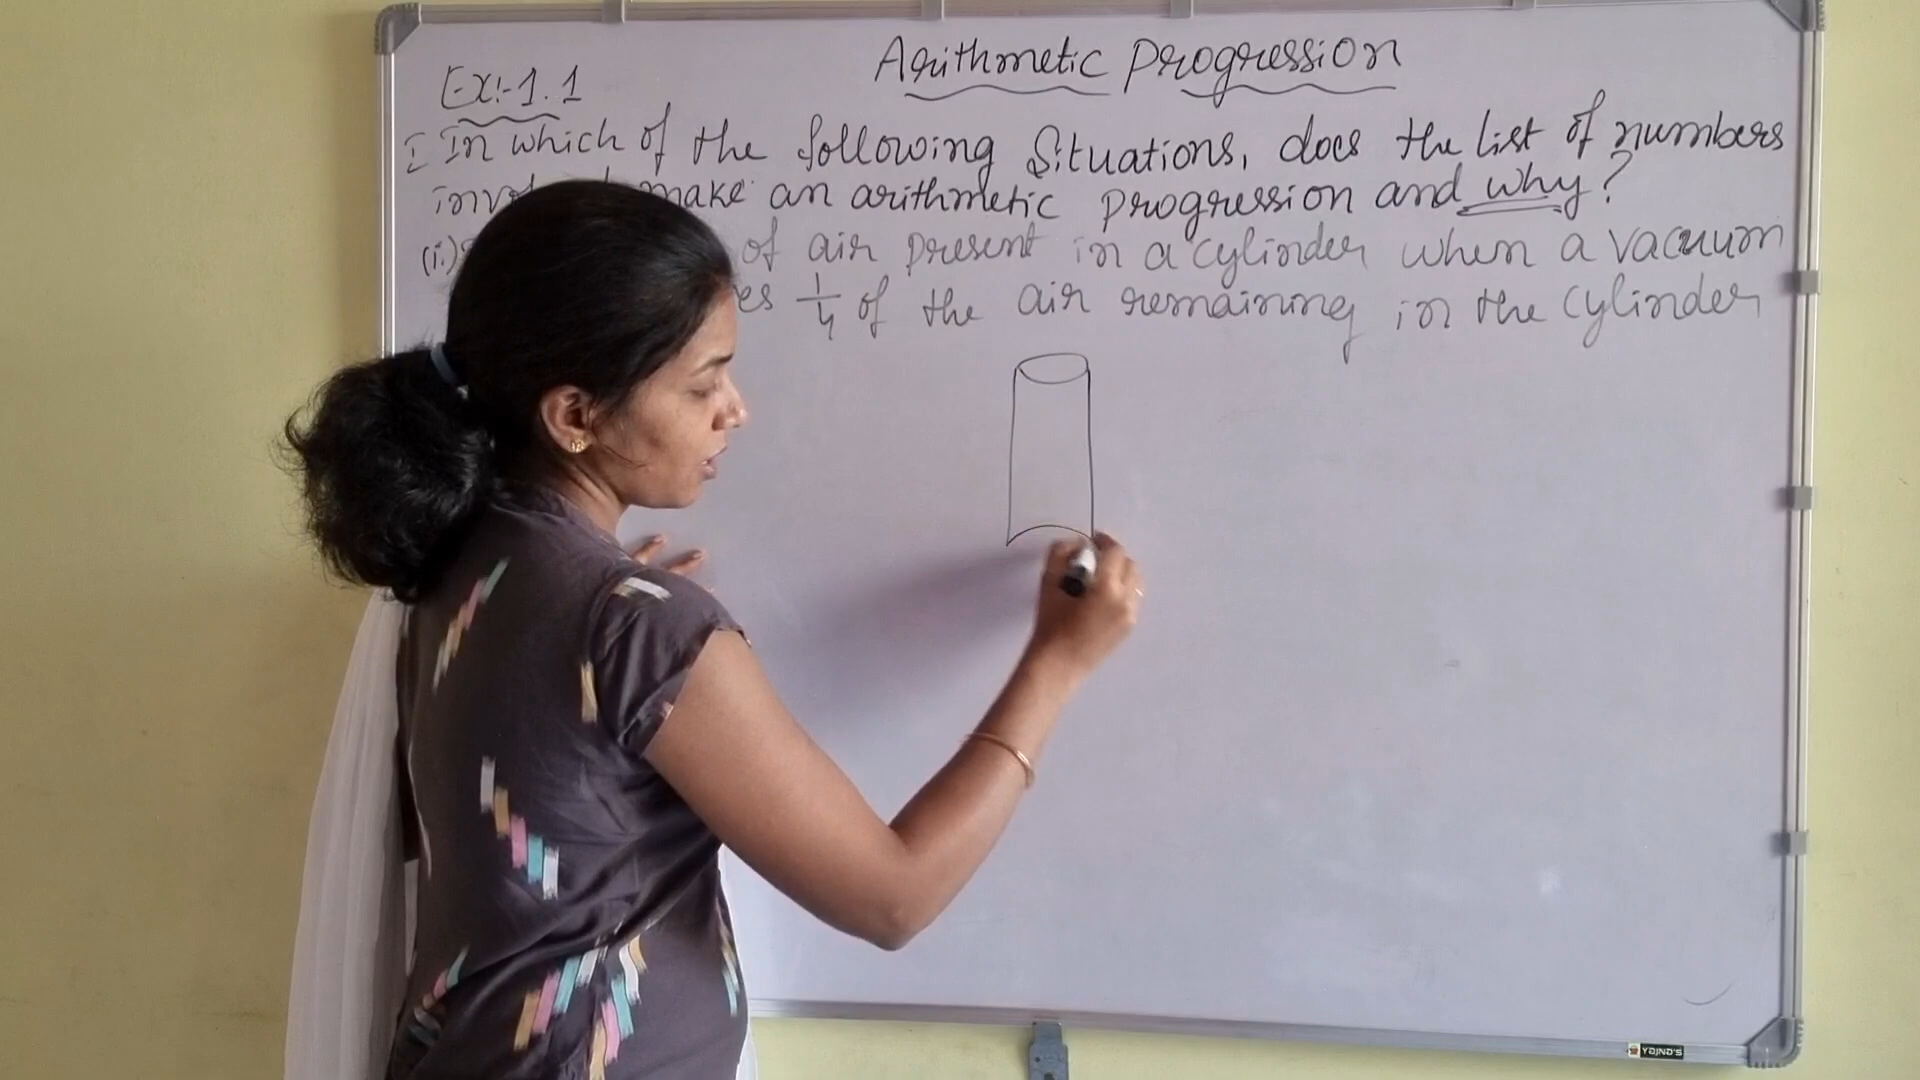 Arithmetic Progression
Ex:-1.1
I In which of the following Situations, does the list of numbers
make an arithmetic progression and why?
(ii.) of air present in a cylinder when a vacuum
1/4 of the air remaining in the cylinder
YAJNA'S